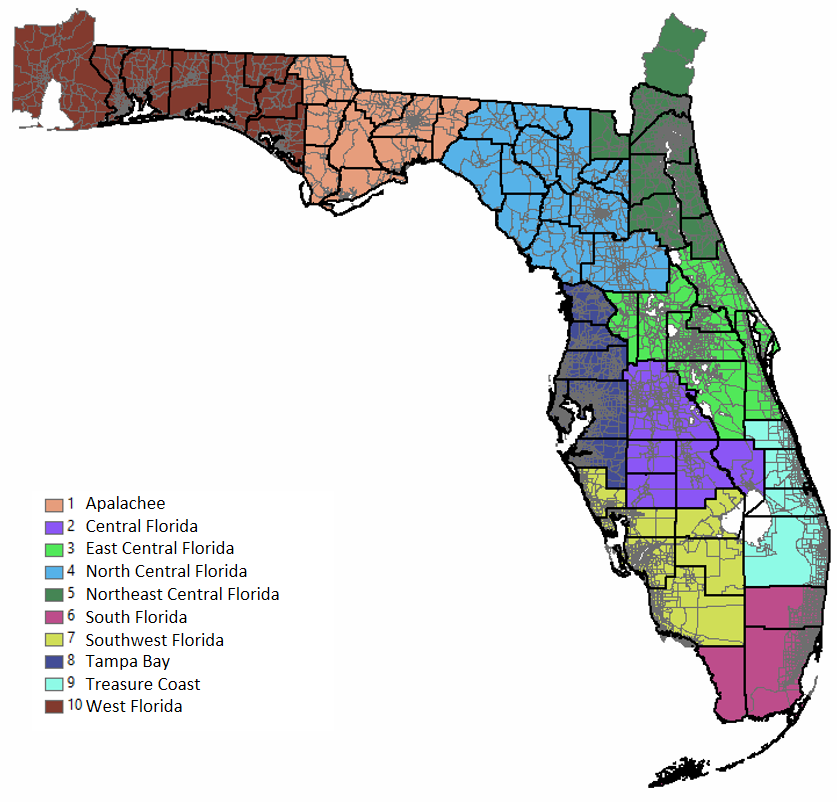 1 Apalachee
2 Central Florida
3 East Central Florida
4 North Central Florida
5 Northeast Central Florida
6 South Florida
7 Southwest Florida
8 Tampa Bay
9 Treasure Coast
10 West Florida